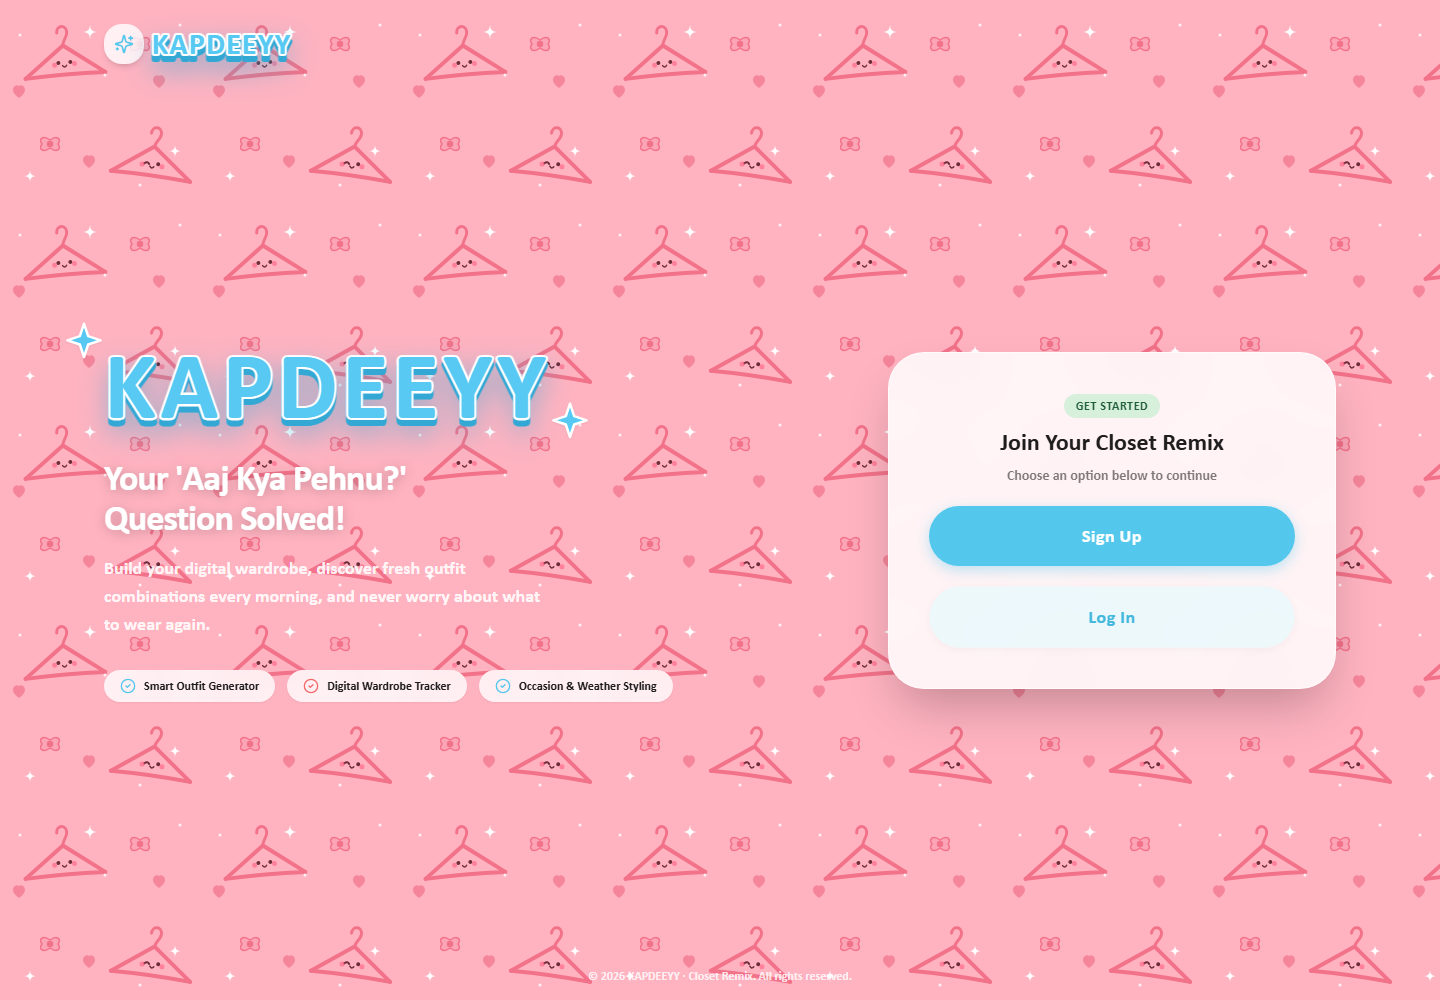 KAPDEEYY
KAPDEEYY
Your 'Aaj Kya Pehnu?'
Question Solved!
Build your digital wardrobe, discover fresh outfit
combinations every morning, and never worry about what
to wear again.
Smart Outfit Generator
Digital Wardrobe Tracker
Occasion & Weather Styling
GET STARTED
Join Your Closet Remix
Choose an option below to continue
Sign Up
Log In
© 2026 KAPDEEYY · Closet Remix. All rights reserved.